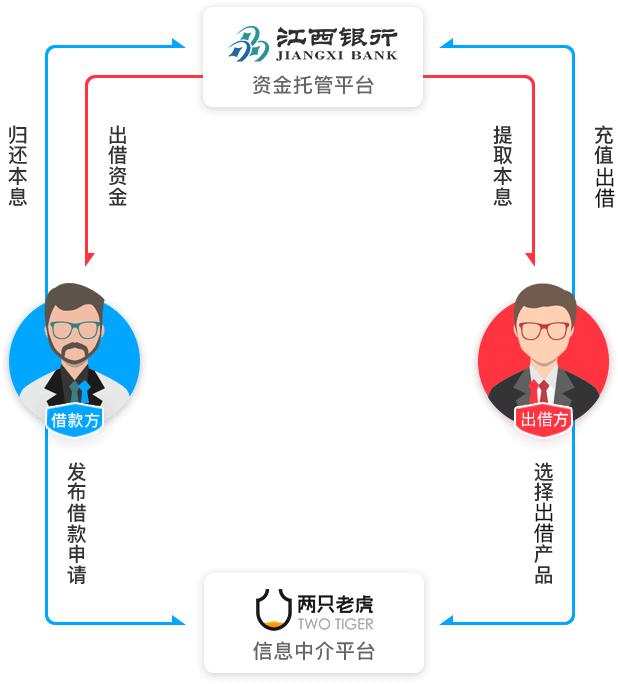 江西银行
JIANGXI BANK
资金托管平台
归还本息
出借资金
提取本息
充值出借
借款方
出借方
发布借款申请
选择出借产品
两只老虎
TWO TIGER
信息中介平台